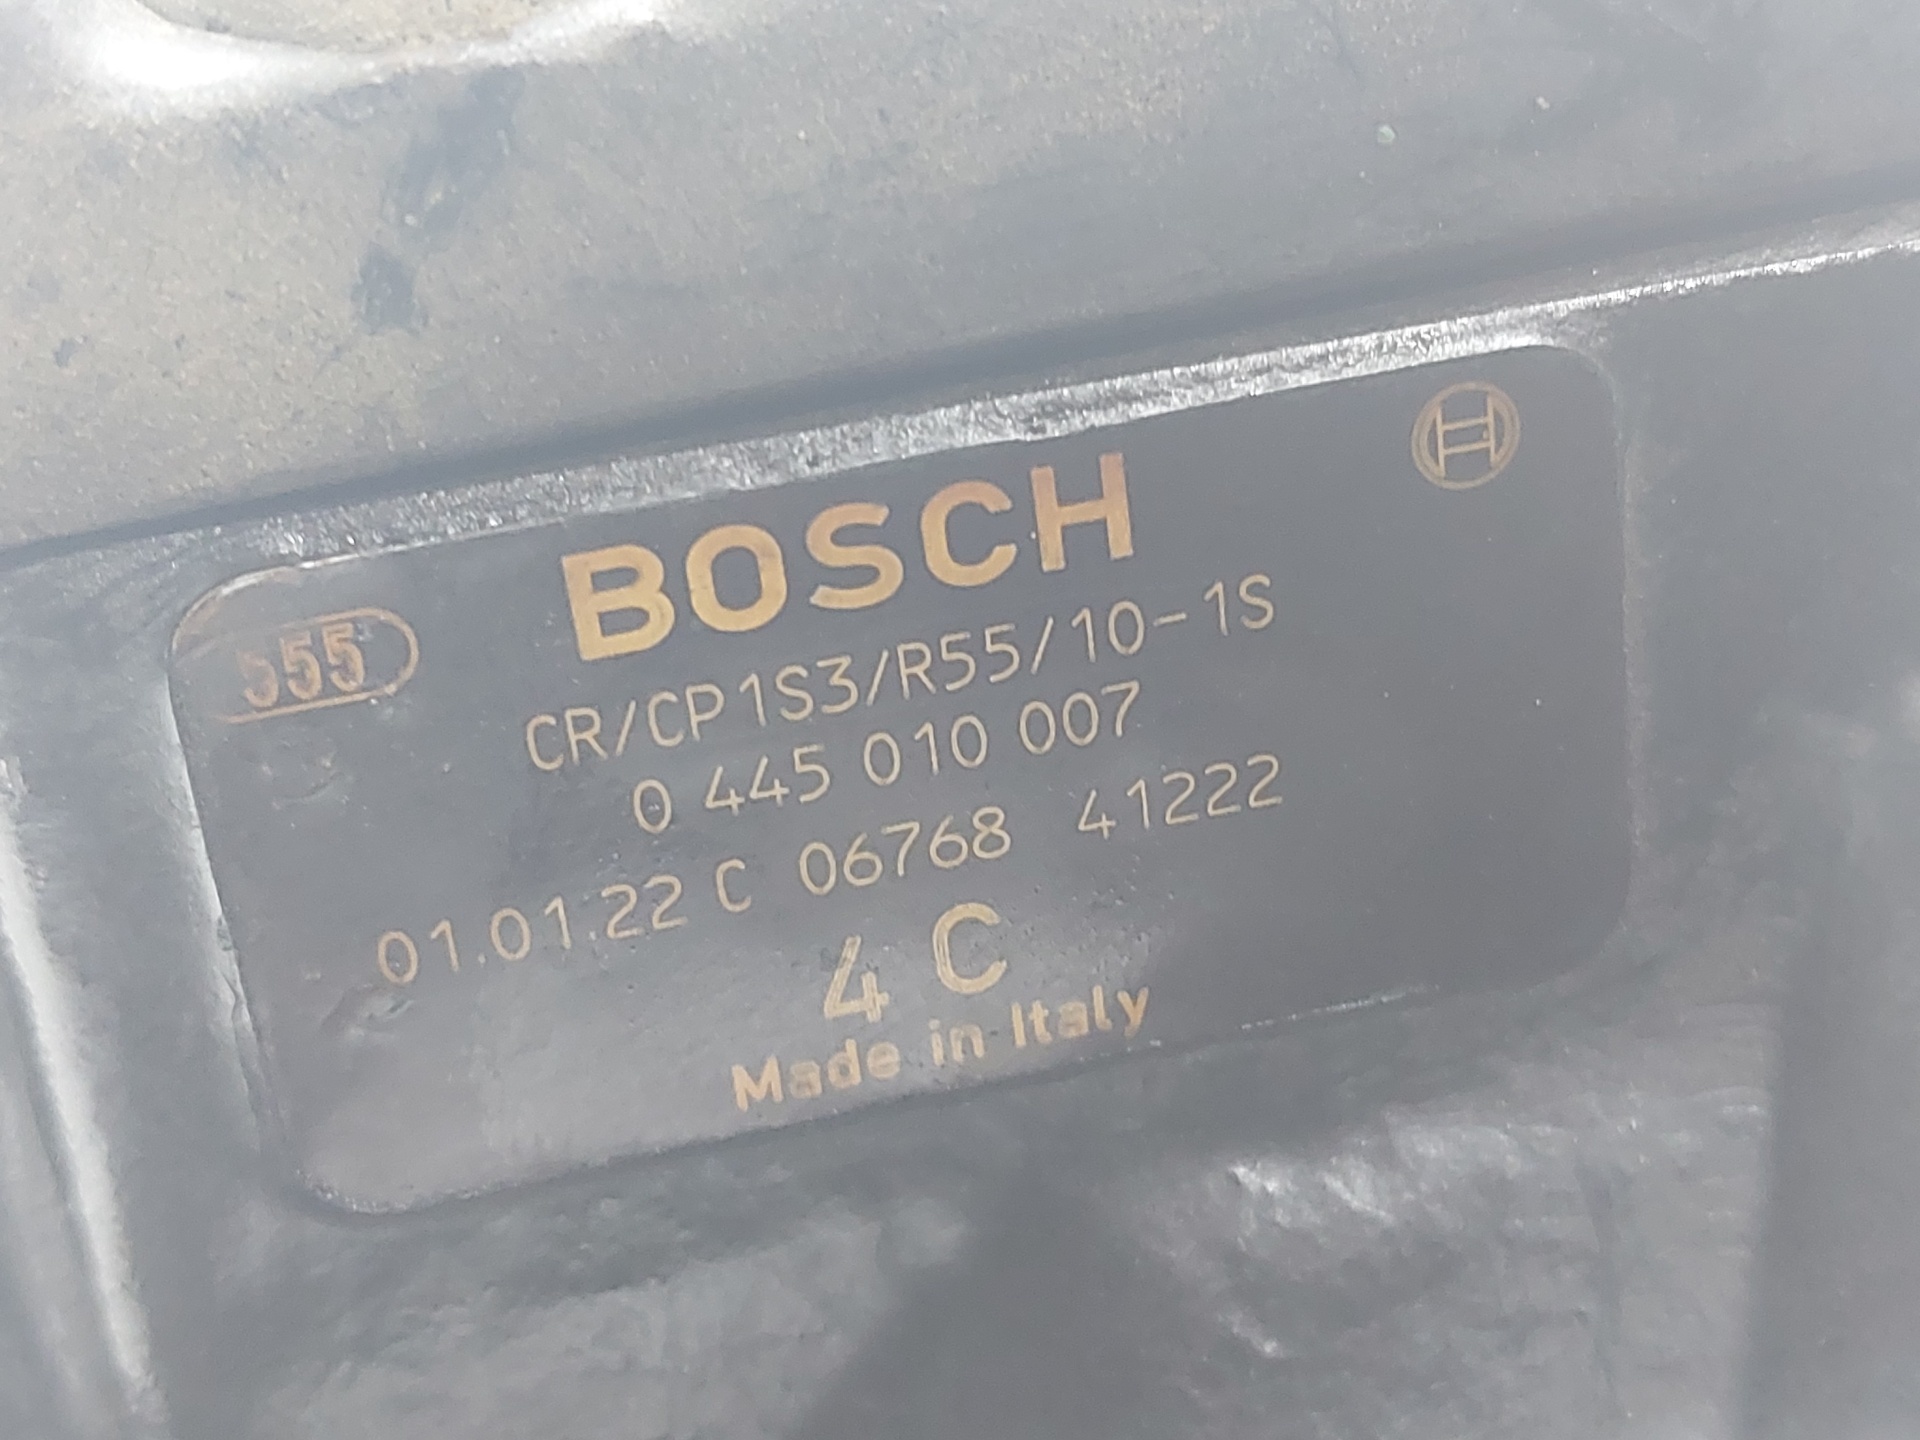 BOSCH
555
CR/CP1S3/R55/10-1S
0 445 010 007
01.01.22 C 06768 41222
4 C
Made in Italy